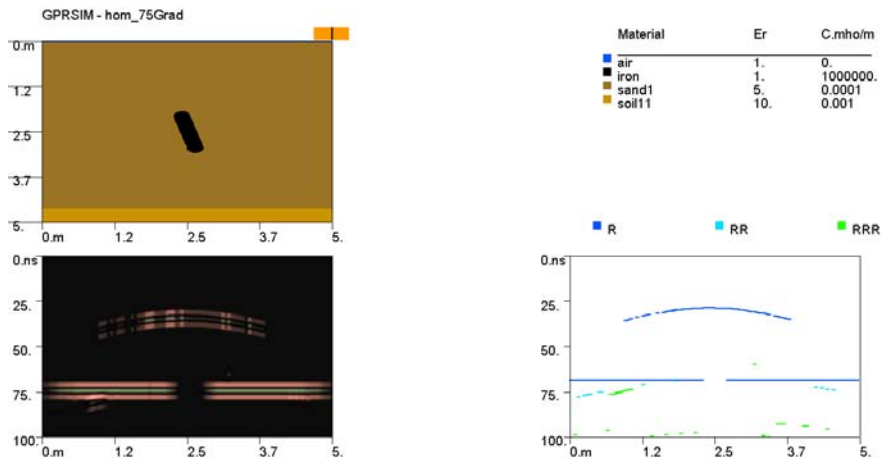 GPRSIM - hom_75Grad
0.m
1.2
2.5
3.7
5.
0.m 1.2 2.5 3.7 5.
Material Er C.mho/m
air 1. 0.
iron 1. 1000000.
sand1 5. 0.0001
soil11 10. 0.001
R RR RRR
0.ns
25.
50.
75.
100.
0.m 1.2 2.5 3.7 5.
0.ns
25.
50.
75.
100.
0.m 1.2 2.5 3.7 5.